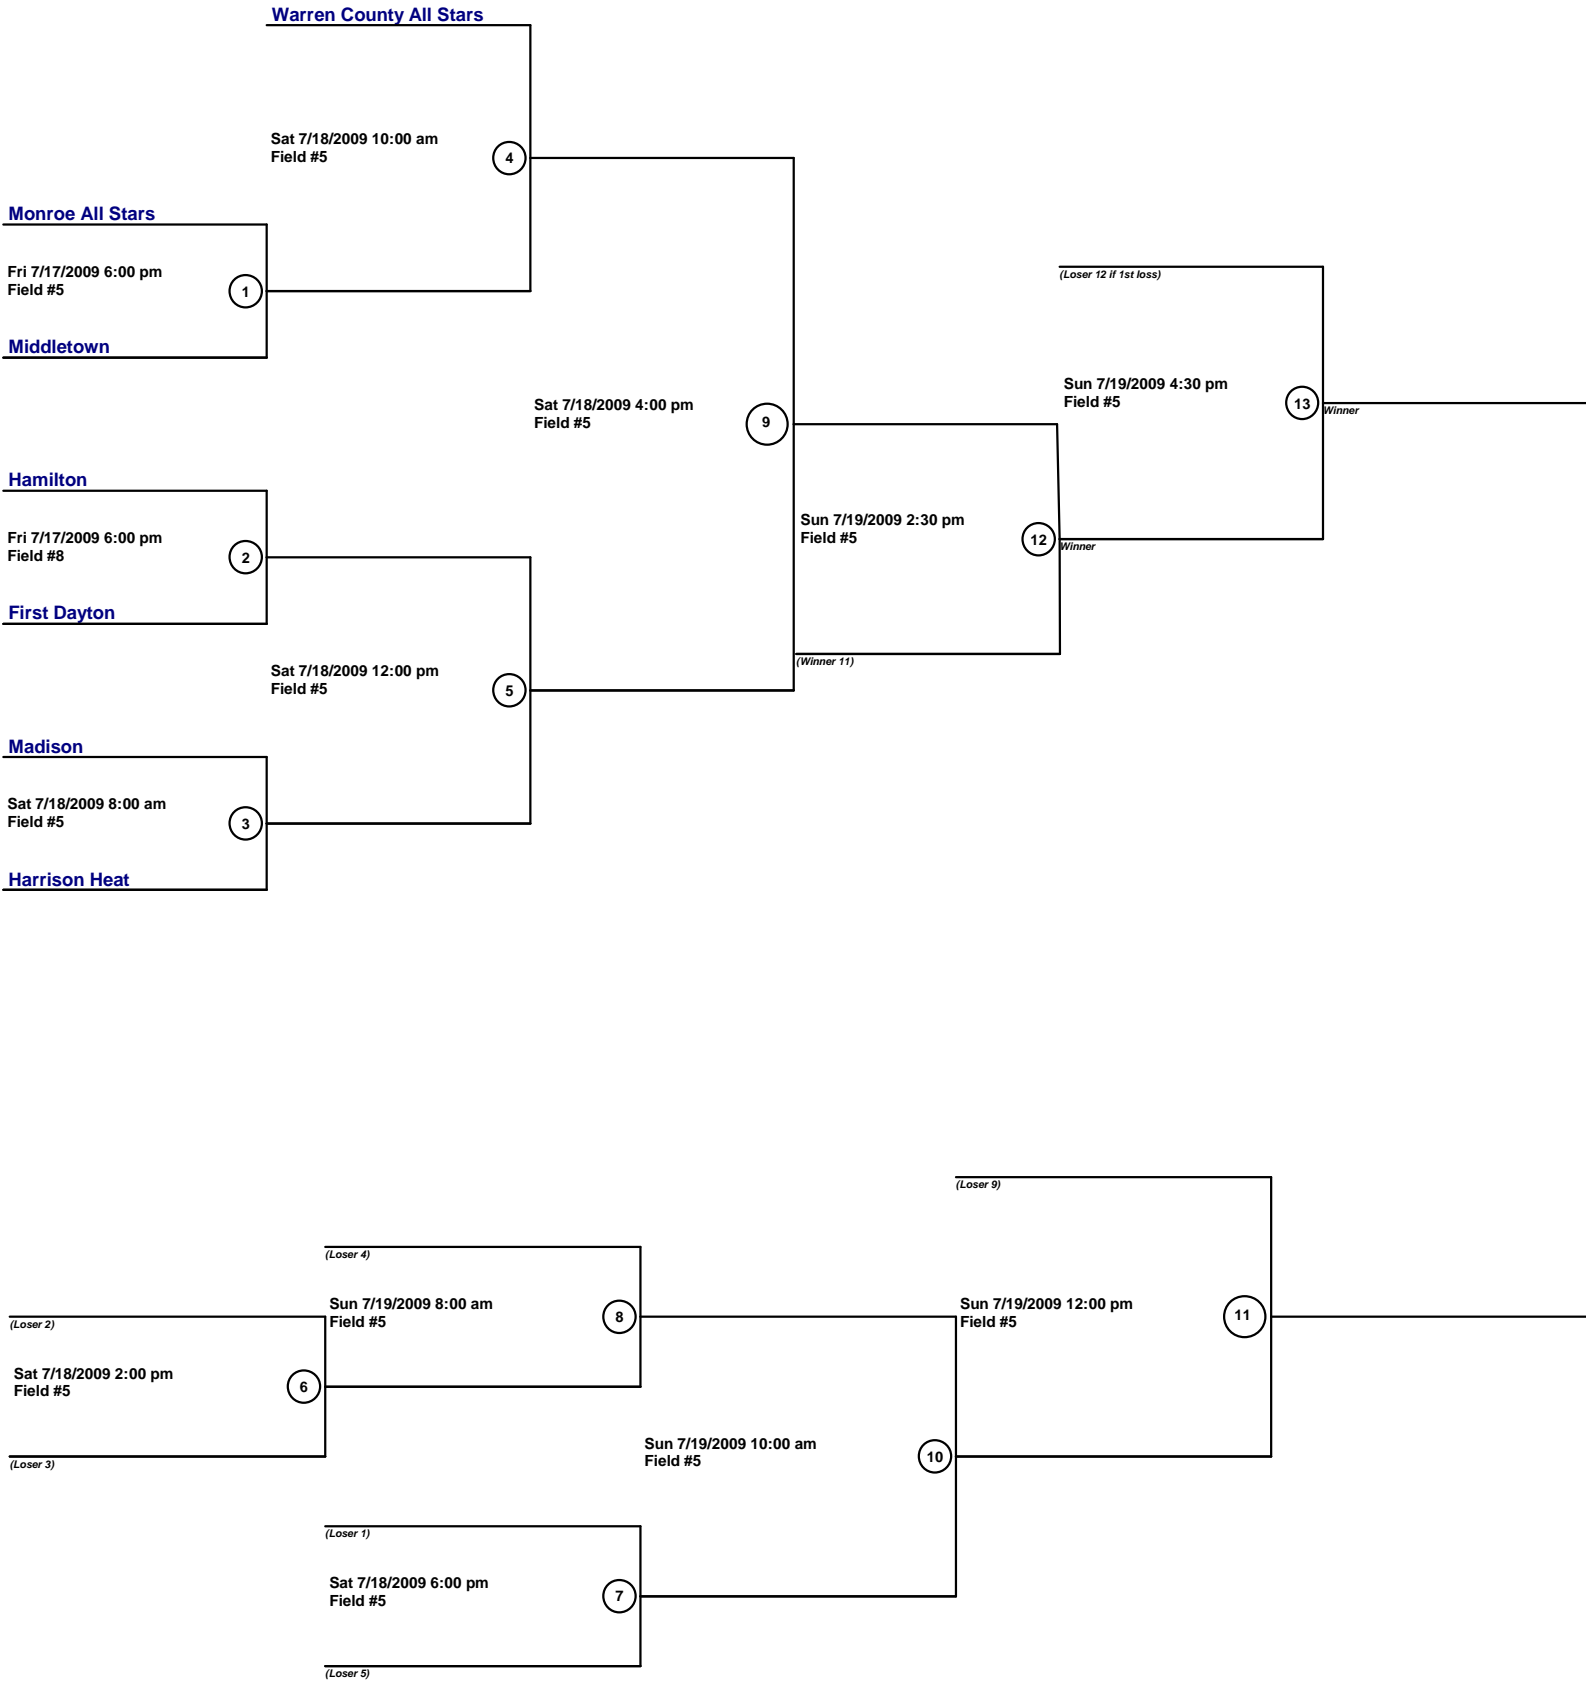 Warren County All Stars
Sat 7/18/2009 10:00 am
Field #5
4
Monroe All Stars
Fri 7/17/2009 6:00 pm
Field #5
1
Middletown
(Loser 12 if 1st loss)
Sun 7/19/2009 4:30 pm
Field #5
13
Winner
Sat 7/18/2009 4:00 pm
Field #5
9
Hamilton
Fri 7/17/2009 6:00 pm
Field #8
2
First Dayton
Sun 7/19/2009 2:30 pm
Field #5
12
Winner
(Winner 11)
Sat 7/18/2009 12:00 pm
Field #5
5
Madison
Sat 7/18/2009 8:00 am
Field #5
3
Harrison Heat
(Loser 9)
(Loser 4)
Sun 7/19/2009 8:00 am
Field #5
8
Sun 7/19/2009 12:00 pm
Field #5
11
(Loser 2)
Sat 7/18/2009 2:00 pm
Field #5
6
(Loser 3)
Sun 7/19/2009 10:00 am
Field #5
10
(Loser 1)
Sat 7/18/2009 6:00 pm
Field #5
7
(Loser 5)